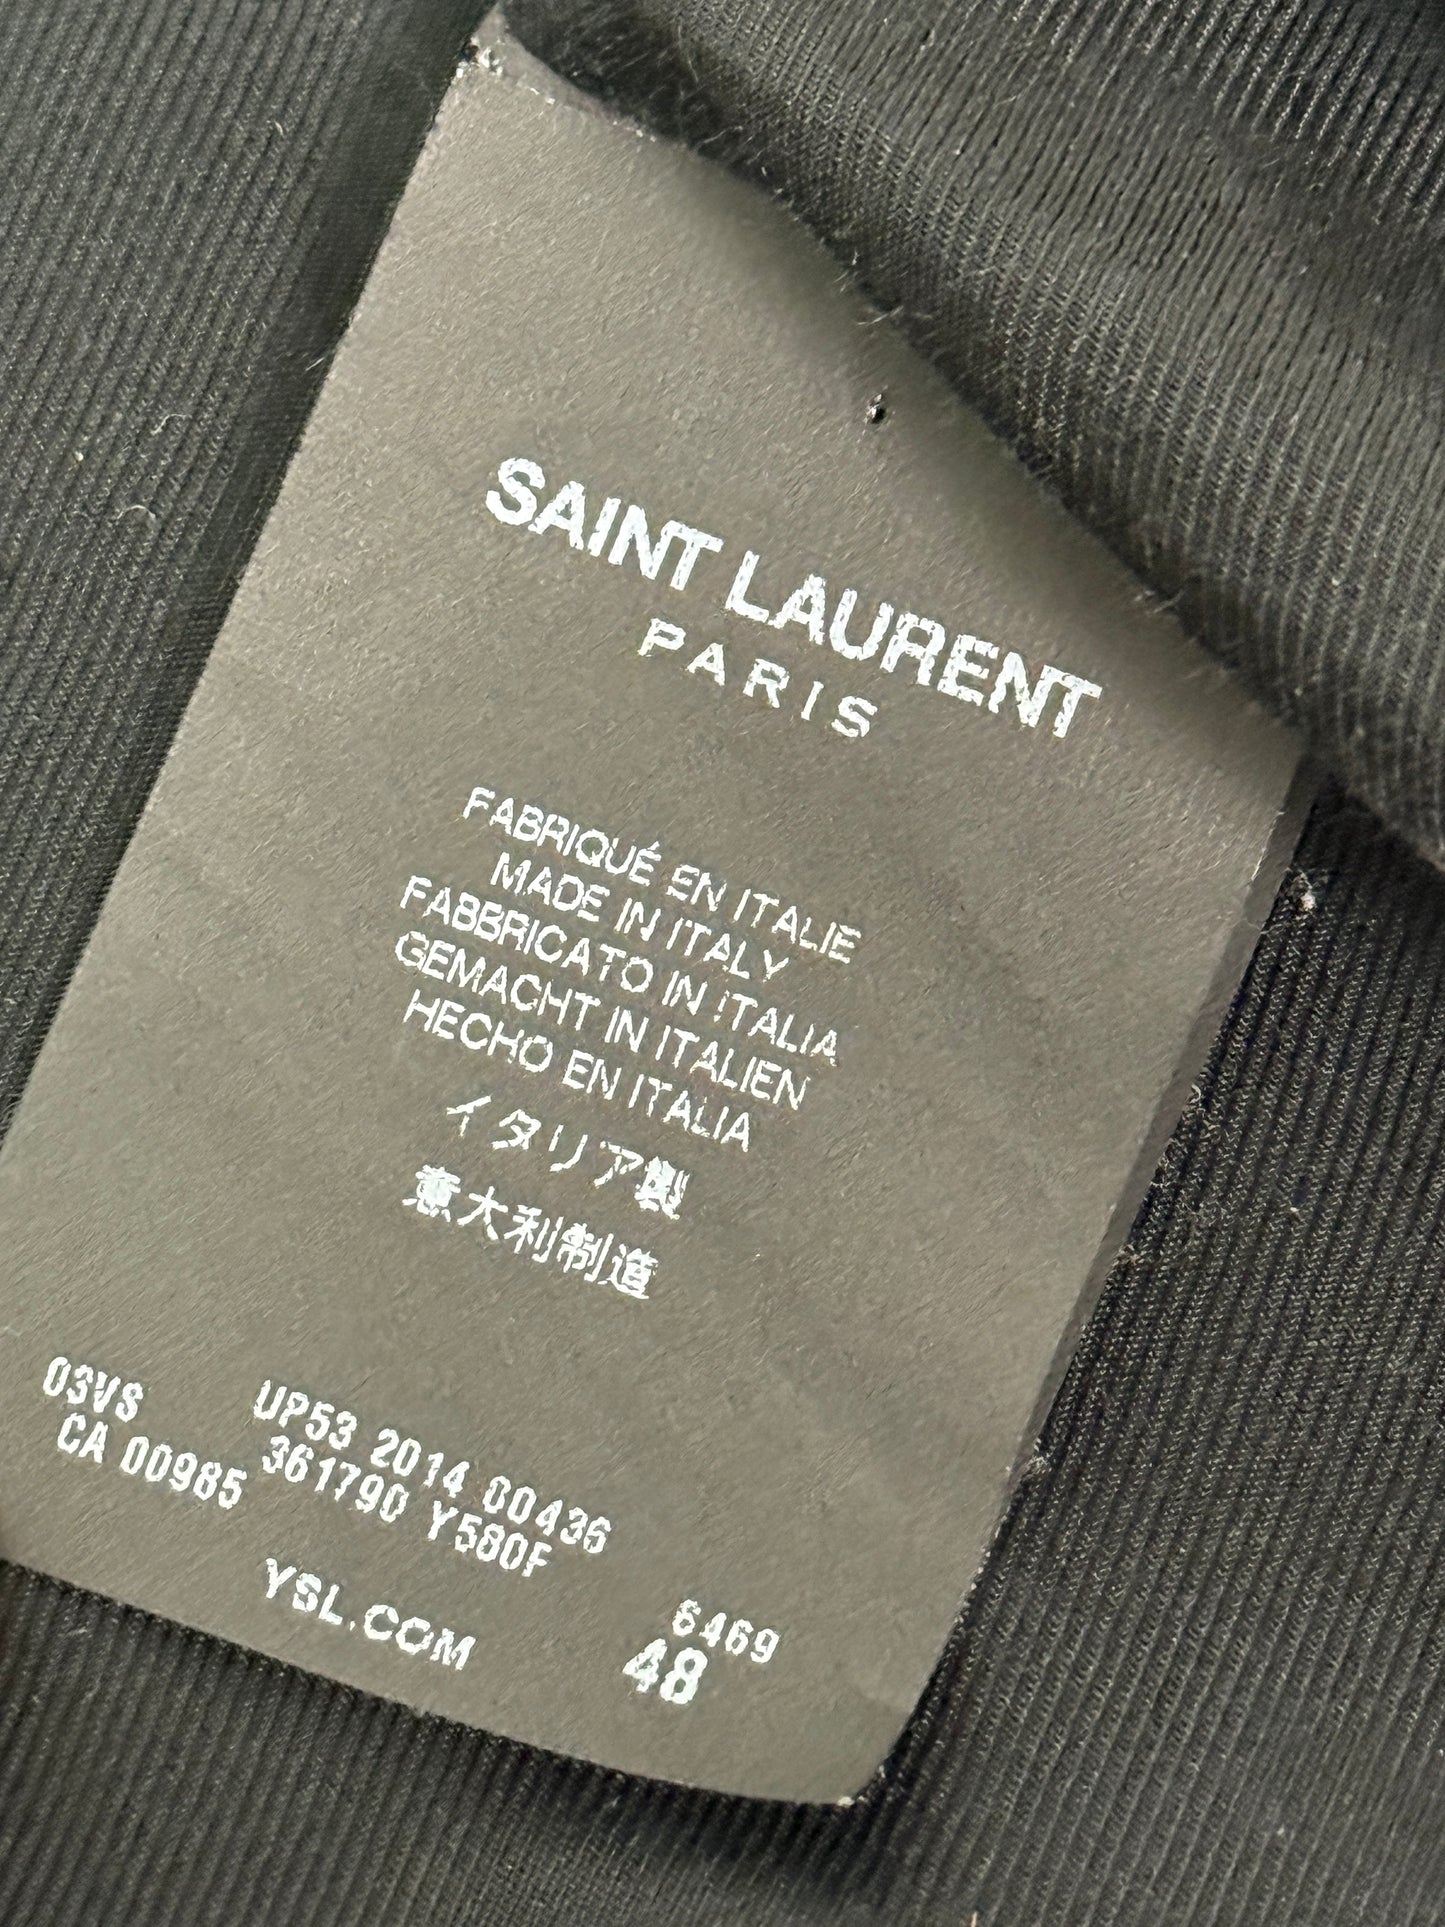 SAINT LAURENT
PARIS
FABRIQUÉ EN ITALIE
MADE IN ITALY
FABBRICATO IN ITALIA
GEMACHT IN ITALIEN
HECHO EN ITALIA
イタリア製
意大利制造
03VS UP53 2014 00436
CA 00985 361790 Y580F
6469
YSL.COM 48